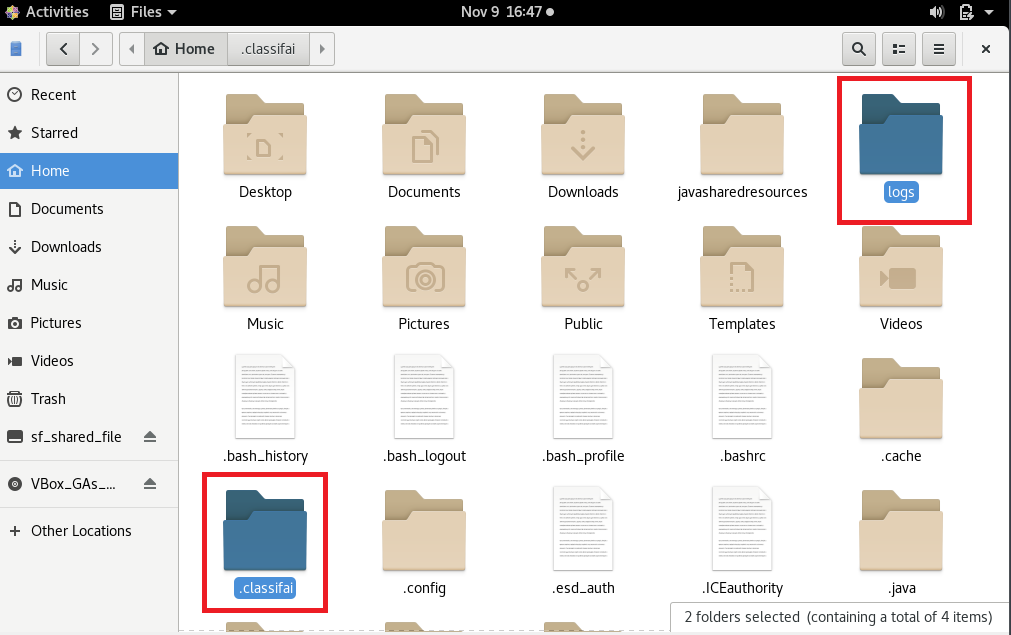 Activities Files Nov 9 16:47
Home .classifai
Recent
Starred
Home
Documents
Downloads
Music
Pictures
Videos
Trash
sf_shared_file
VBox_GAs_...
Other Locations
Desktop Documents Downloads javasharedresources logs
Music Pictures Public Templates Videos
.bash_history .bash_logout .bash_profile .bashrc .cache
.classifai .config .esd_auth .ICEauthority .java
2 folders selected (containing a total of 4 items)